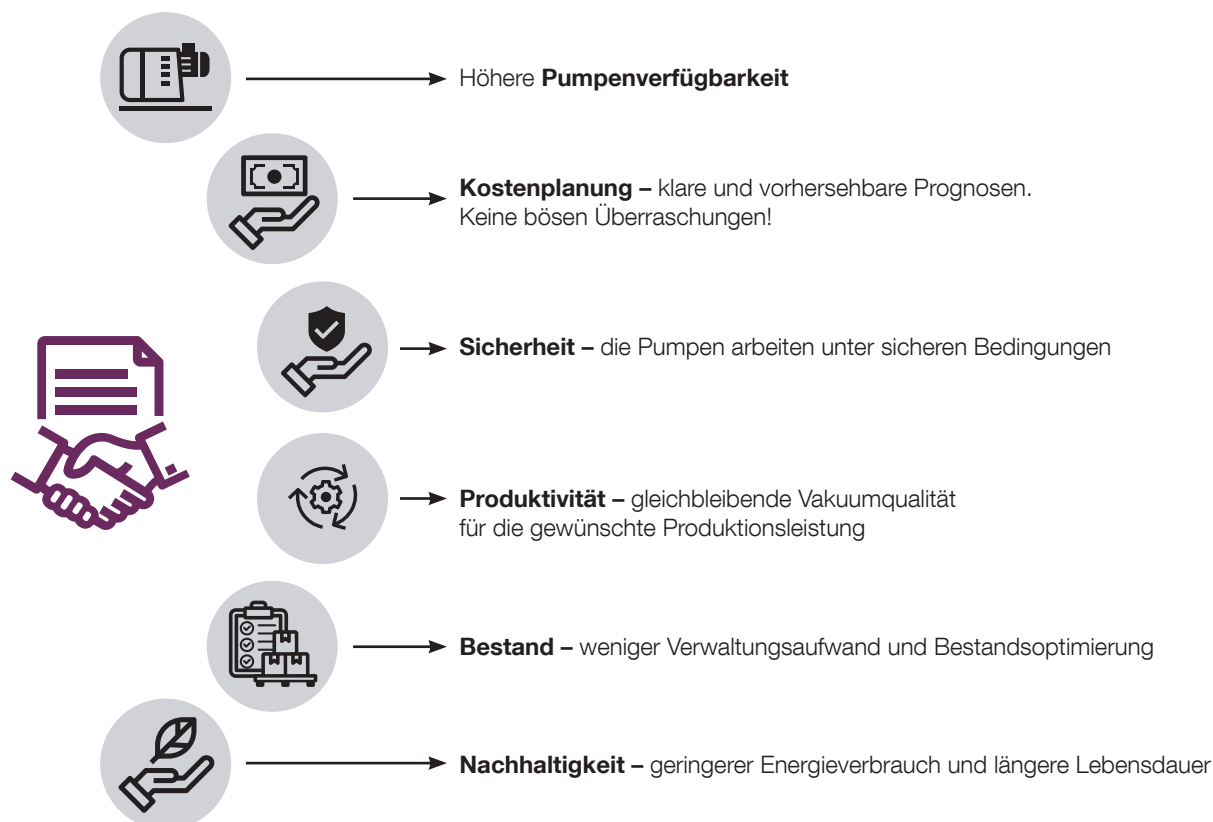 Höhere Pumpenverfügbarkeit
Kostenplanung – klare und vorhersehbare Prognosen.
Keine bösen Überraschungen!
Sicherheit – die Pumpen arbeiten unter sicheren Bedingungen
Produktivität – gleichbleibende Vakuumqualität
für die gewünschte Produktionsleistung
Bestand – weniger Verwaltungsaufwand und Bestandsoptimierung
Nachhaltigkeit – geringerer Energieverbrauch und längere Lebensdauer